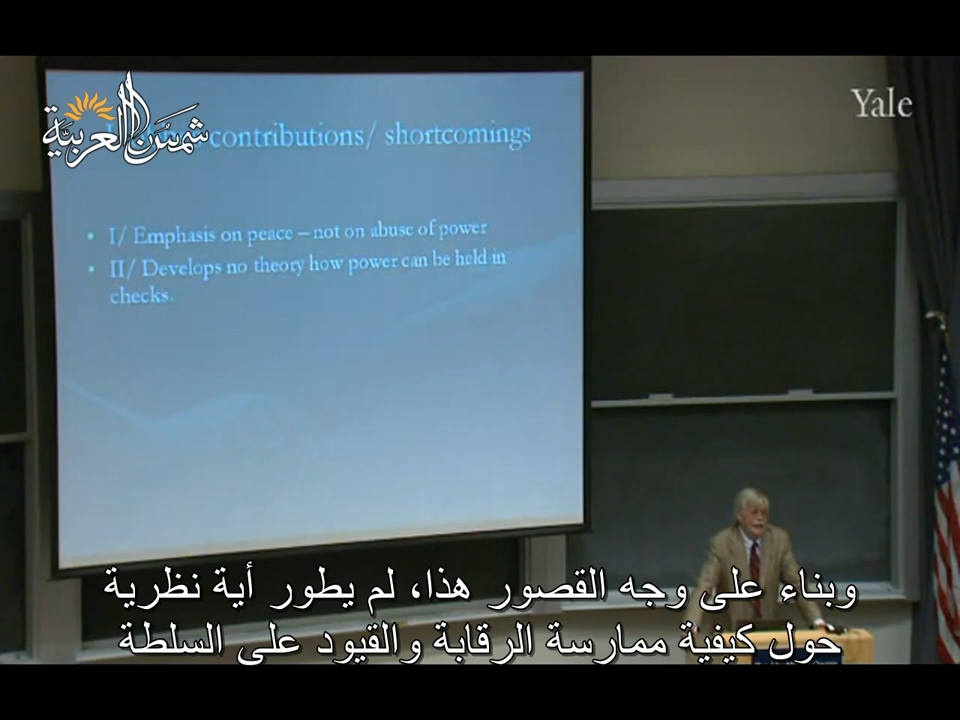 شمس العربية
Yale
contributions/ shortcomings
• I/ Emphasis on peace – not on abuse of power
• II/ Develops no theory how power can be held in
checks.
وبناء على وجه القصور هذا، لم يطور أية نظرية
حول كيفية ممارسة الرقابة والقيود على السلطة